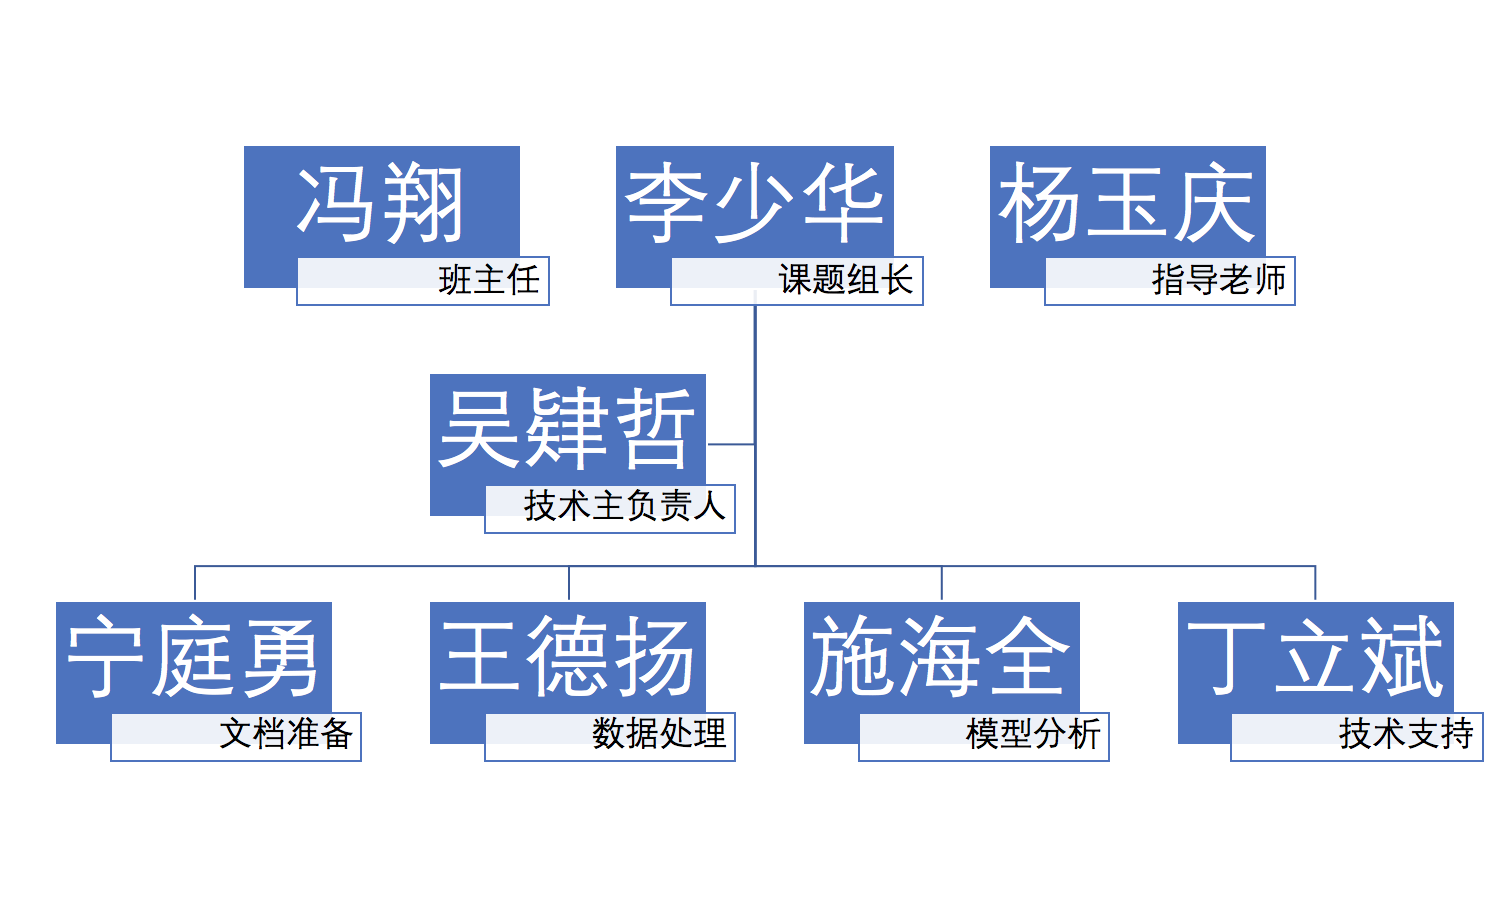 冯翔
班主任
李少华
课题组长
杨玉庆
指导老师
吴肄哲
技术主负责人
宁庭勇
文档准备
王德扬
数据处理
施海全
模型分析
丁立斌
技术支持